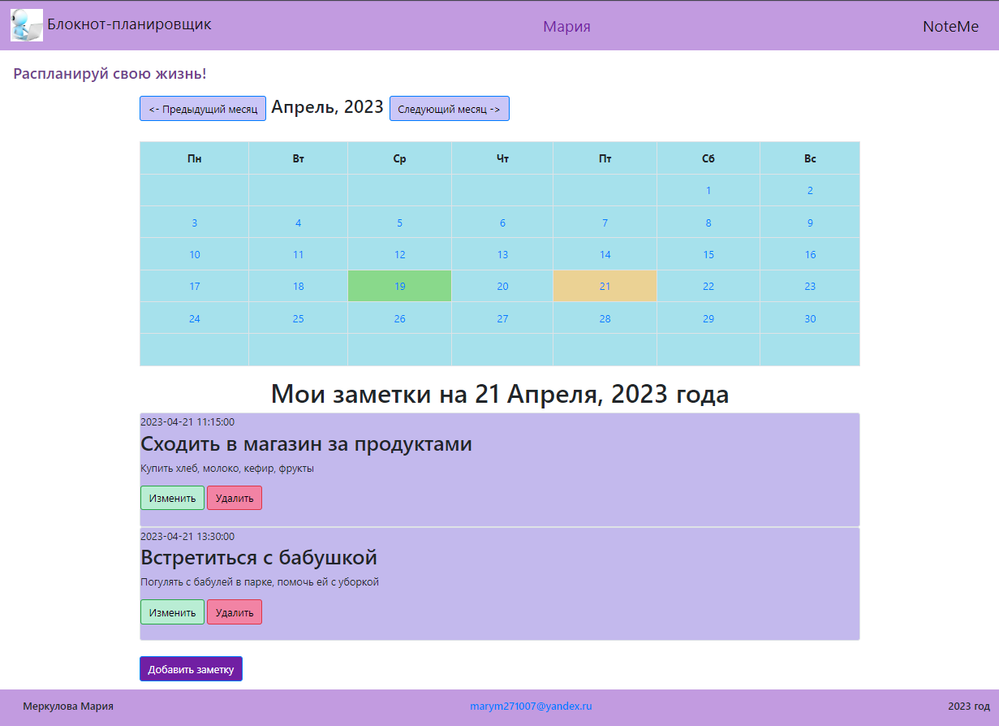 Блокнот-планировщик Мария NoteMe
Распланируй свою жизнь!
<- Предыдущий месяц Апрель, 2023 Следующий месяц ->
Пн Вт Ср Чт Пт Сб Вс
1 2
3 4 5 6 7 8 9
10 11 12 13 14 15 16
17 18 19 20 21 22 23
24 25 26 27 28 29 30
Мои заметки на 21 Апреля, 2023 года
2023-04-21 11:15:00
Сходить в магазин за продуктами
Купить хлеб, молоко, кефир, фрукты
Изменить Удалить
2023-04-21 13:30:00
Встретиться с бабушкой
Погулять с бабулей в парке, помочь ей с уборкой
Изменить Удалить
Добавить заметку
Меркулова Мария marym271007@yandex.ru 2023 год